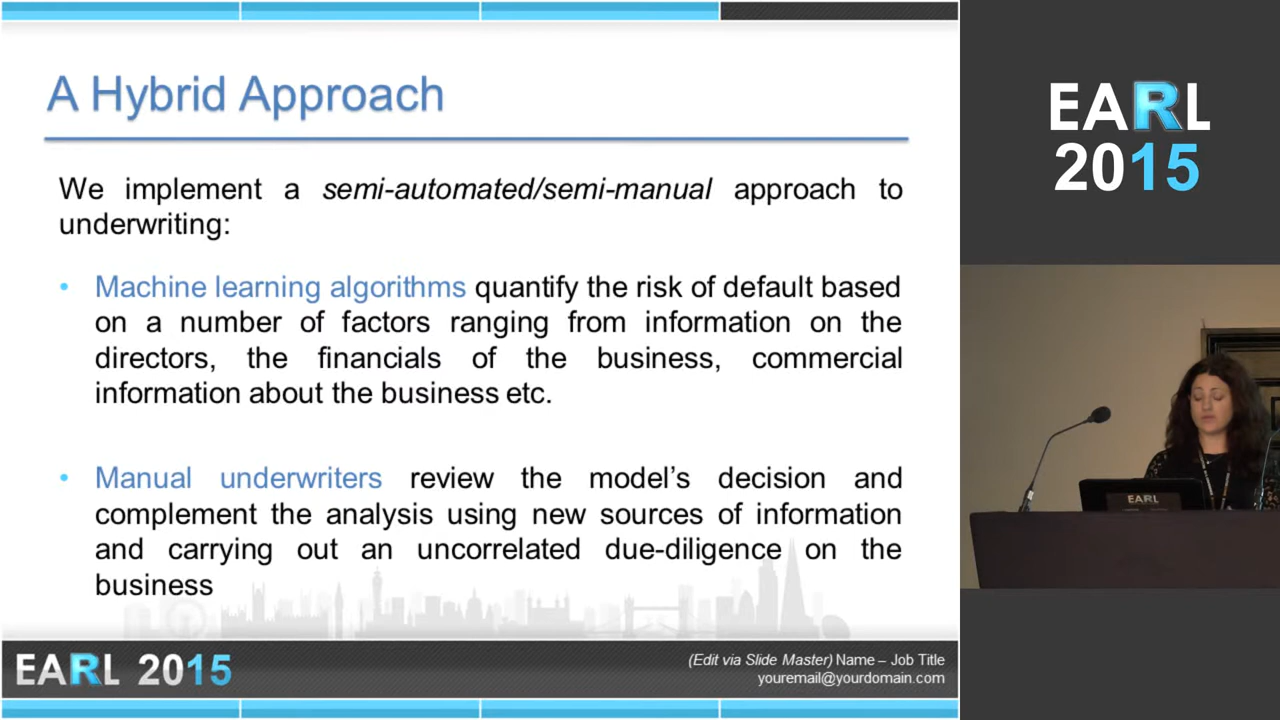 A Hybrid Approach
We implement a semi-automated/semi-manual approach to
underwriting:
• Machine learning algorithms quantify the risk of default based
on a number of factors ranging from information on the
directors, the financials of the business, commercial
information about the business etc.
• Manual underwriters review the model’s decision and
complement the analysis using new sources of information
and carrying out an uncorrelated due-diligence on the
business
EARL 2015
(Edit via Slide Master) Name – Job Title
youremail@yourdomain.com
EARL
2015
EARL